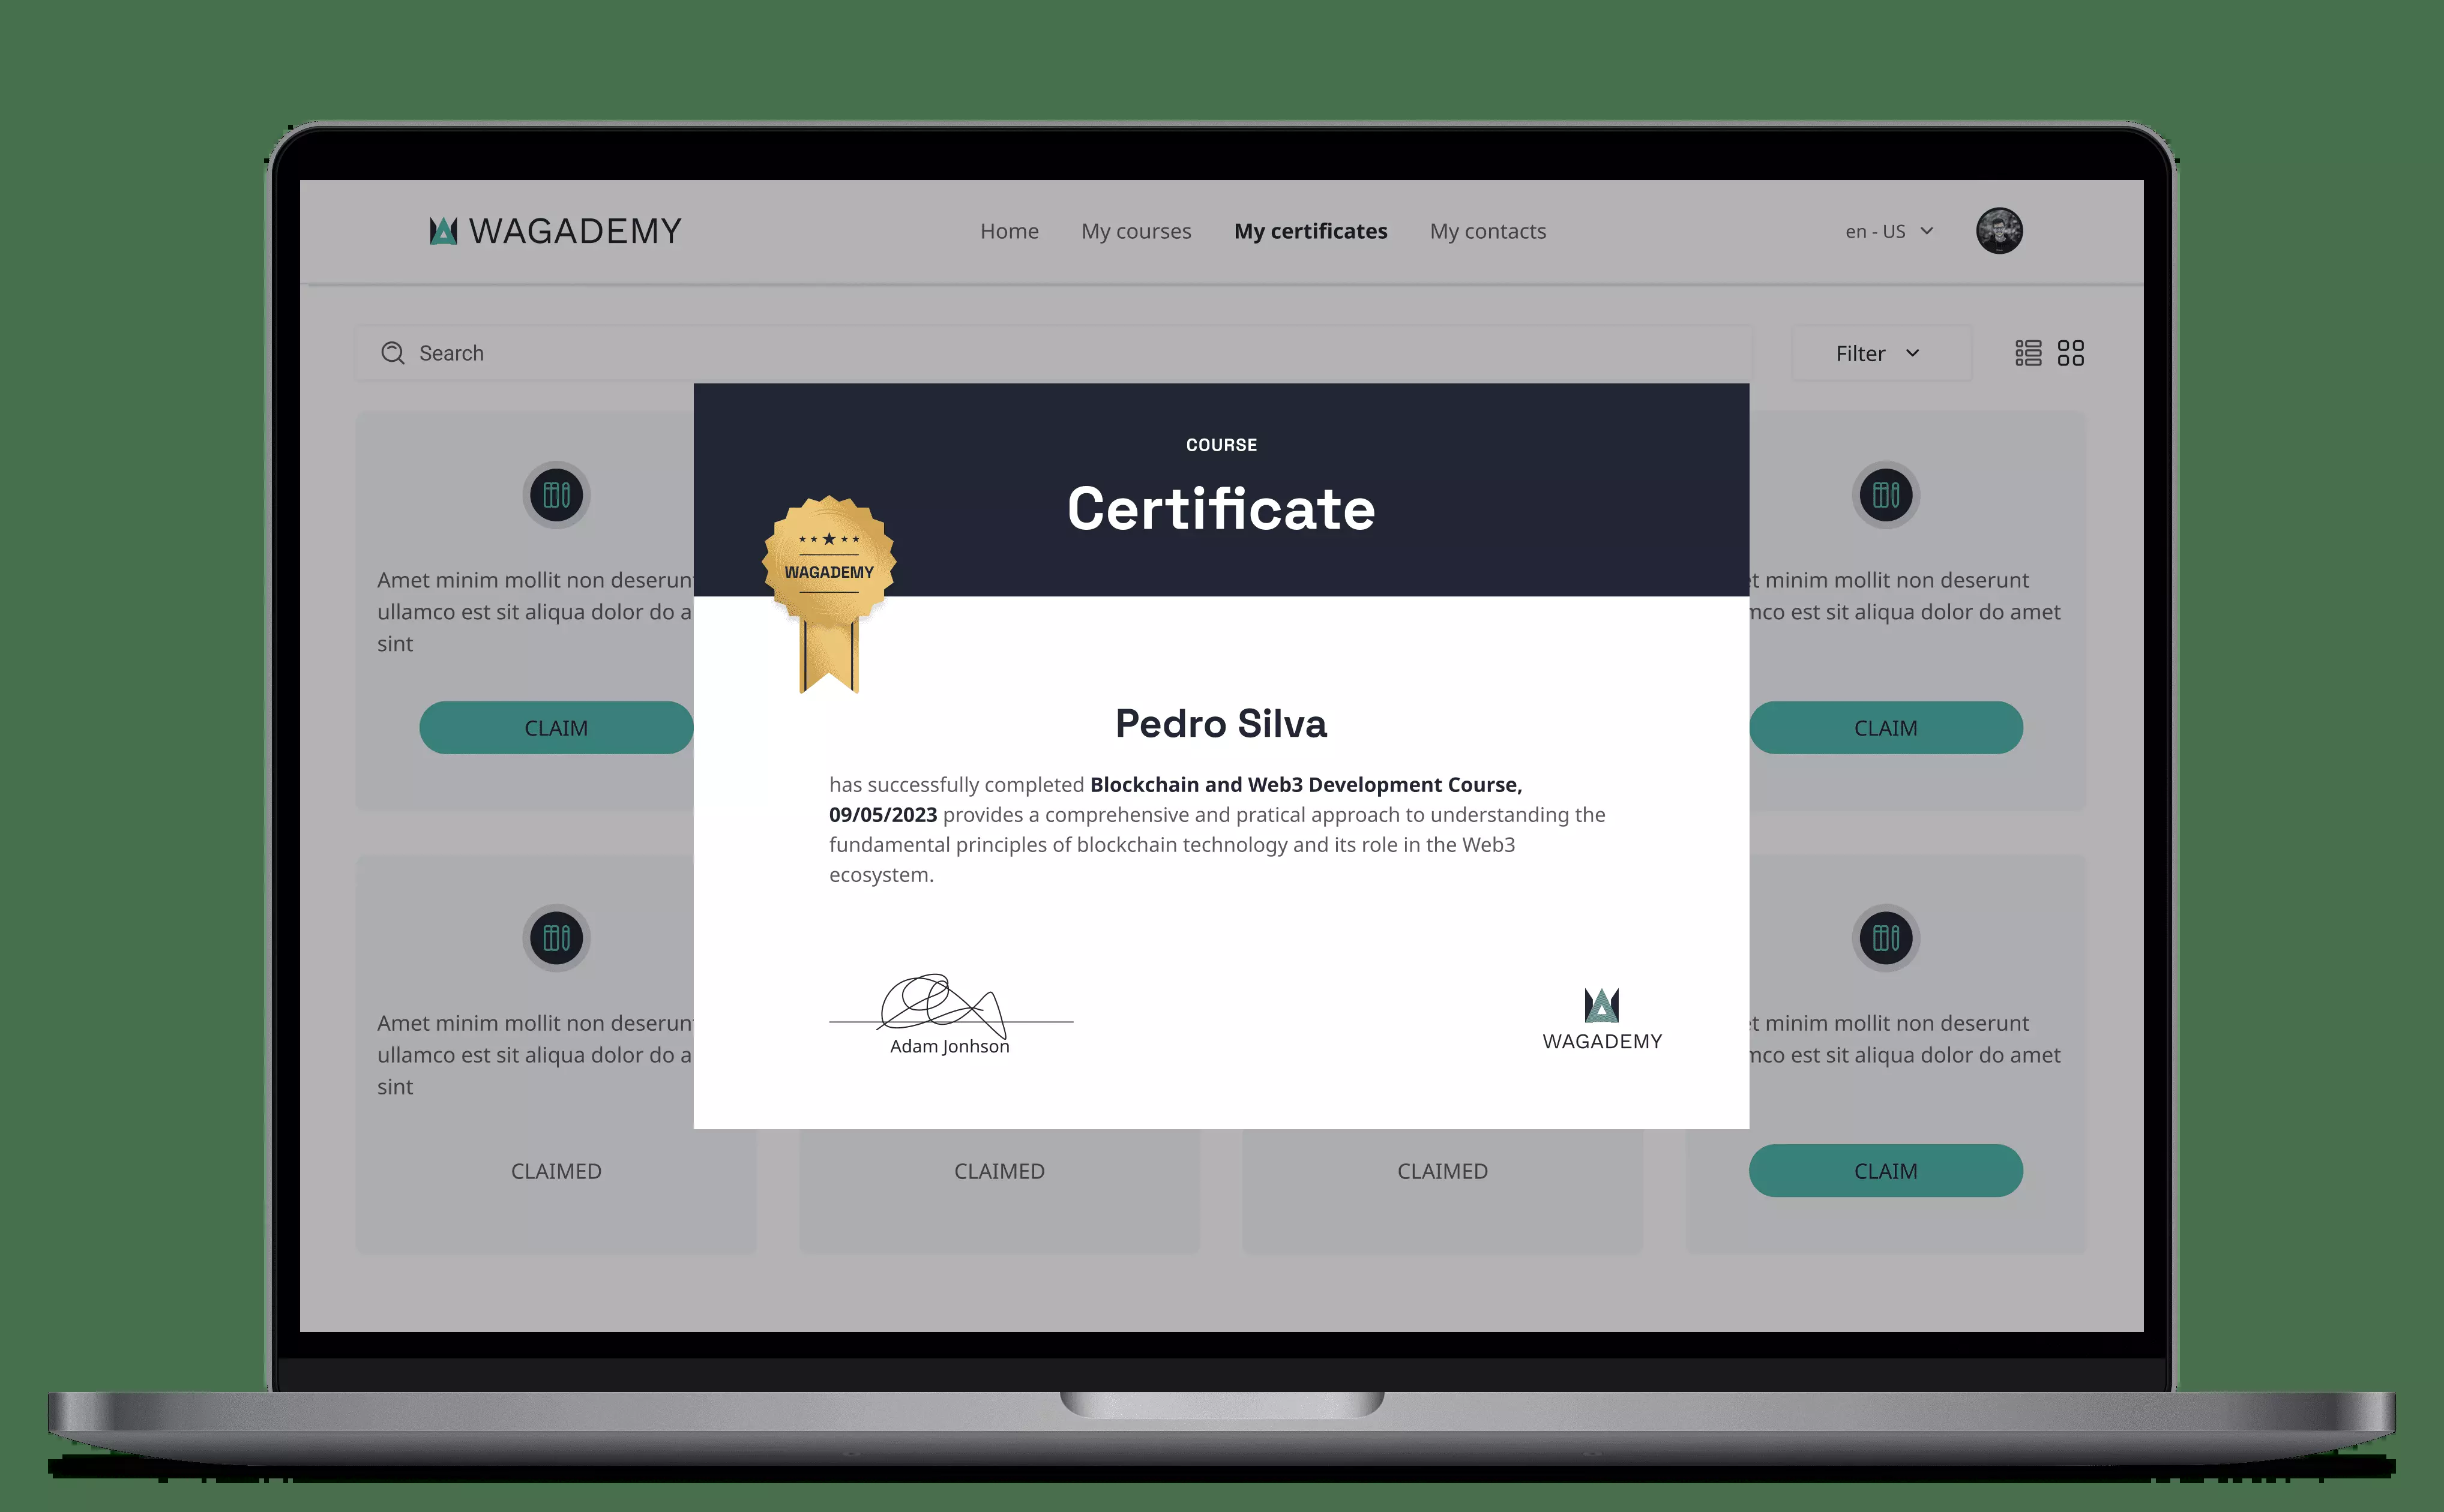 WAGADEMY
Home
My courses
My certificates
My contacts
en - US
Search
Filter
COURSE
Certificate
WAGADEMY
Pedro Silva
has successfully completed Blockchain and Web3 Development Course,
09/05/2023 provides a comprehensive and pratical approach to understanding the
fundamental principles of blockchain technology and its role in the Web3
ecosystem.
Adam Jonhson
WAGADEMY
Amet minim mollit non deserunt
ullamco est sit aliqua dolor do a
sint
CLAIM
minim mollit non deserunt
est sit aliqua dolor do amet
CLAIM
Amet minim mollit non deserunt
ullamco est sit aliqua dolor do a
sint
CLAIMED
CLAIMED
CLAIMED
minim mollit non deserunt
est sit aliqua dolor do amet
CLAIM